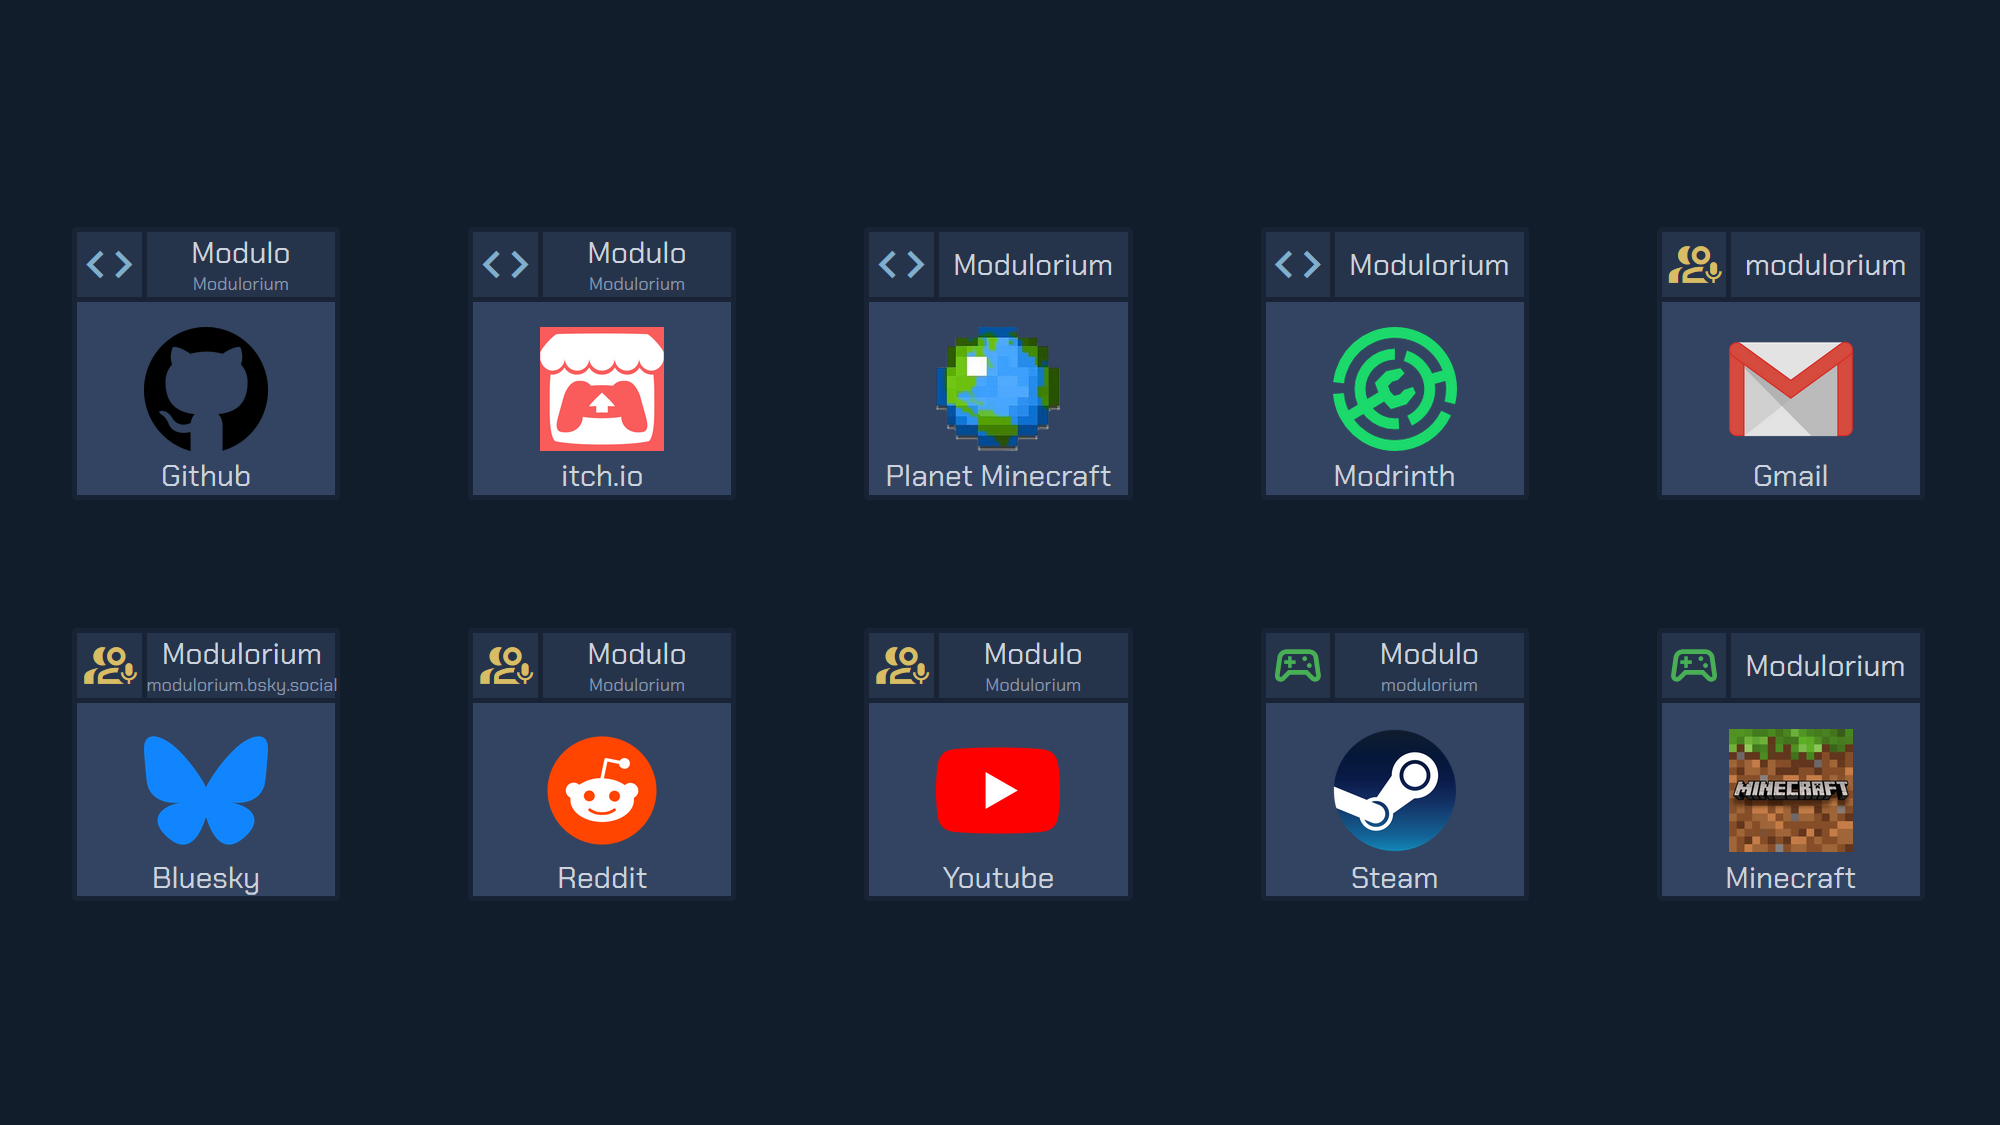 Modulo
Modulorium
Github
Modulo
Modulorium
itch.io
Modulorium
Planet Minecraft
Modulorium
Modrinth
modulorium
Gmail
Modulorium
modulorium.bsky.social
Bluesky
Modulo
Modulorium
Reddit
Modulo
Modulorium
Youtube
Modulo
modulorium
Steam
Modulorium
MINECRAFT
Minecraft